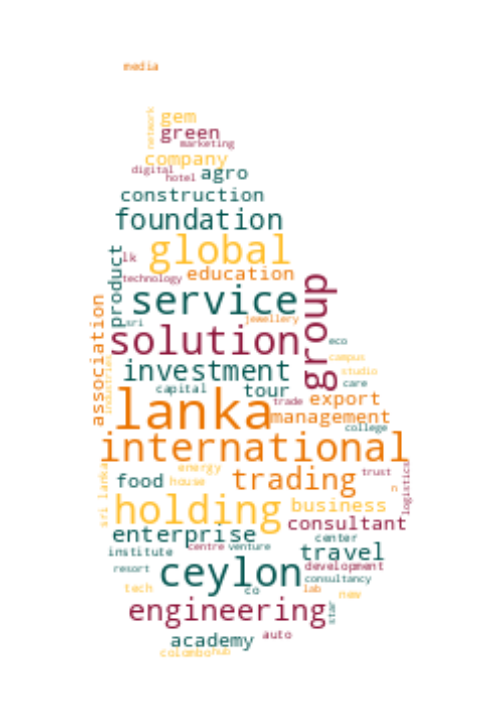 media
network
gem
green
marketing
company
digital
hotel
agro
construction
foundation
global
lk
product
technology
education
service
group
sri
jewellery
association
solution
eco
industries
investment
campus
studio
capital
tour
care
lanka
trade
export
management
college
international
sri lanka
energy
trading
trust
food
house
n
logistics
holding
business
consultant
enterprise
center
institute
centre
venture
travel
resort
ceylon
development
consultancy
tech
co
lab
new
engineering
star
academy
auto
colombo
hub